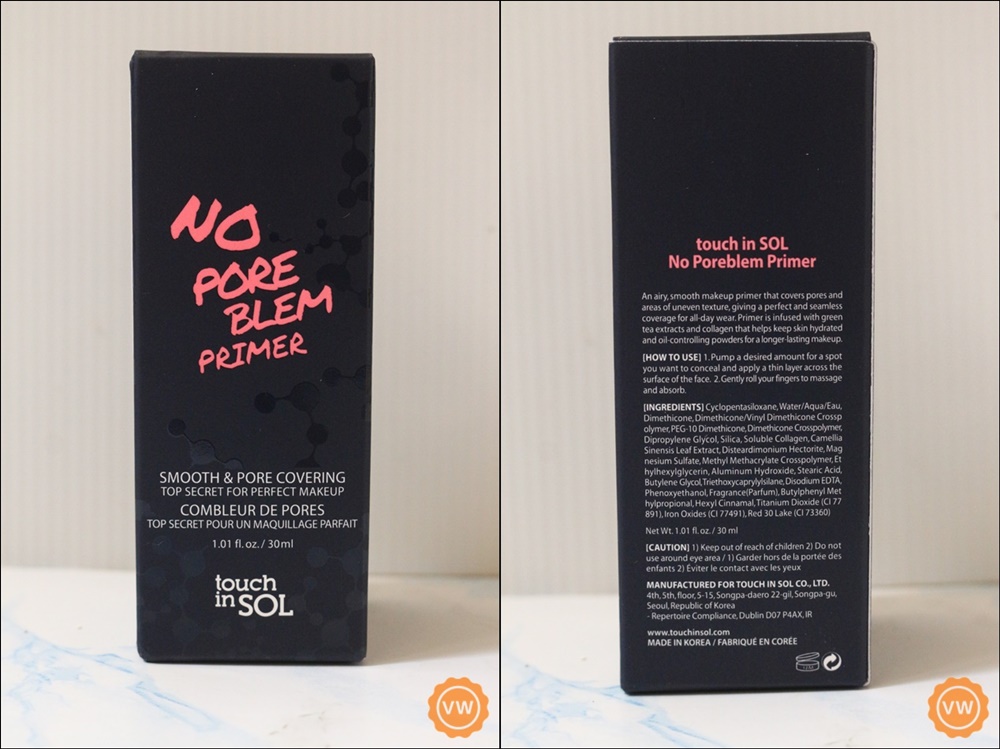 NO
PORE
BLEM
PRIMER
SMOOTH & PORE COVERING
TOP SECRET FOR PERFECT MAKEUP
COMBLEUR DE PORES
TOP SECRET POUR UN MAQUILLAGE PARFAIT
1.01 fl. oz. / 30ml
touch
in SOL
VW
touch in SOL
No Poreblem Primer
An airy, smooth makeup primer that covers pores and
areas of uneven texture, giving a perfect and seamless
coverage for all-day wear. Primer is infused with green
tea extracts and collagen that helps keep skin hydrated
and oil-controlling powders for a longer-lasting makeup.
[HOW TO USE] 1. Pump a desired amount for a spot
you want to conceal and apply a thin layer across the
surface of the face. 2. Gently roll your fingers to massage
and absorb.
[INGREDIENTS] Cyclopentasiloxane, Water/Aqua/Eau,
Dimethicone, Dimethicone/Vinyl Dimethicone Crossp
olymer, PEG-10 Dimethicone, Dimethicone Crosspolymer,
Dipropylene Glycol, Silica, Soluble Collagen, Camellia
Sinensis Leaf Extract, Disteardimonium Hectorite, Mag
nesium Sulfate, Methyl Methacrylate Crosspolymer, Et
hylhexylglycerin, Aluminum Hydroxide, Stearic Acid,
Butylene Glycol, Triethoxycaprylylsilane, Disodium EDTA,
Phenoxyethanol, Fragrance(Parfum), Butylphenyl Met
hylpropional, Hexyl Cinnamal, Titanium Dioxide (CI 77
891), Iron Oxides (CI 77491), Red 30 Lake (CI 73360)
Net Wt. 1.01 fl. oz. / 30 ml
[CAUTION] 1) Keep out of reach of children 2) Do not
use around eye area / 1) Garder hors de la portée des
enfants 2) Éviter le contact avec les yeux
MANUFACTURED FOR TOUCH IN SOL CO., LTD.
4th, 5th, floor, 5-15, Songpa-daero 22-gil, Songpa-gu,
Seoul, Republic of Korea
- Repertoire Compliance, Dublin D07 P4AX, IR
www.touchinsol.com
MADE IN KOREA / FABRIQUÉ EN CORÉE
VW